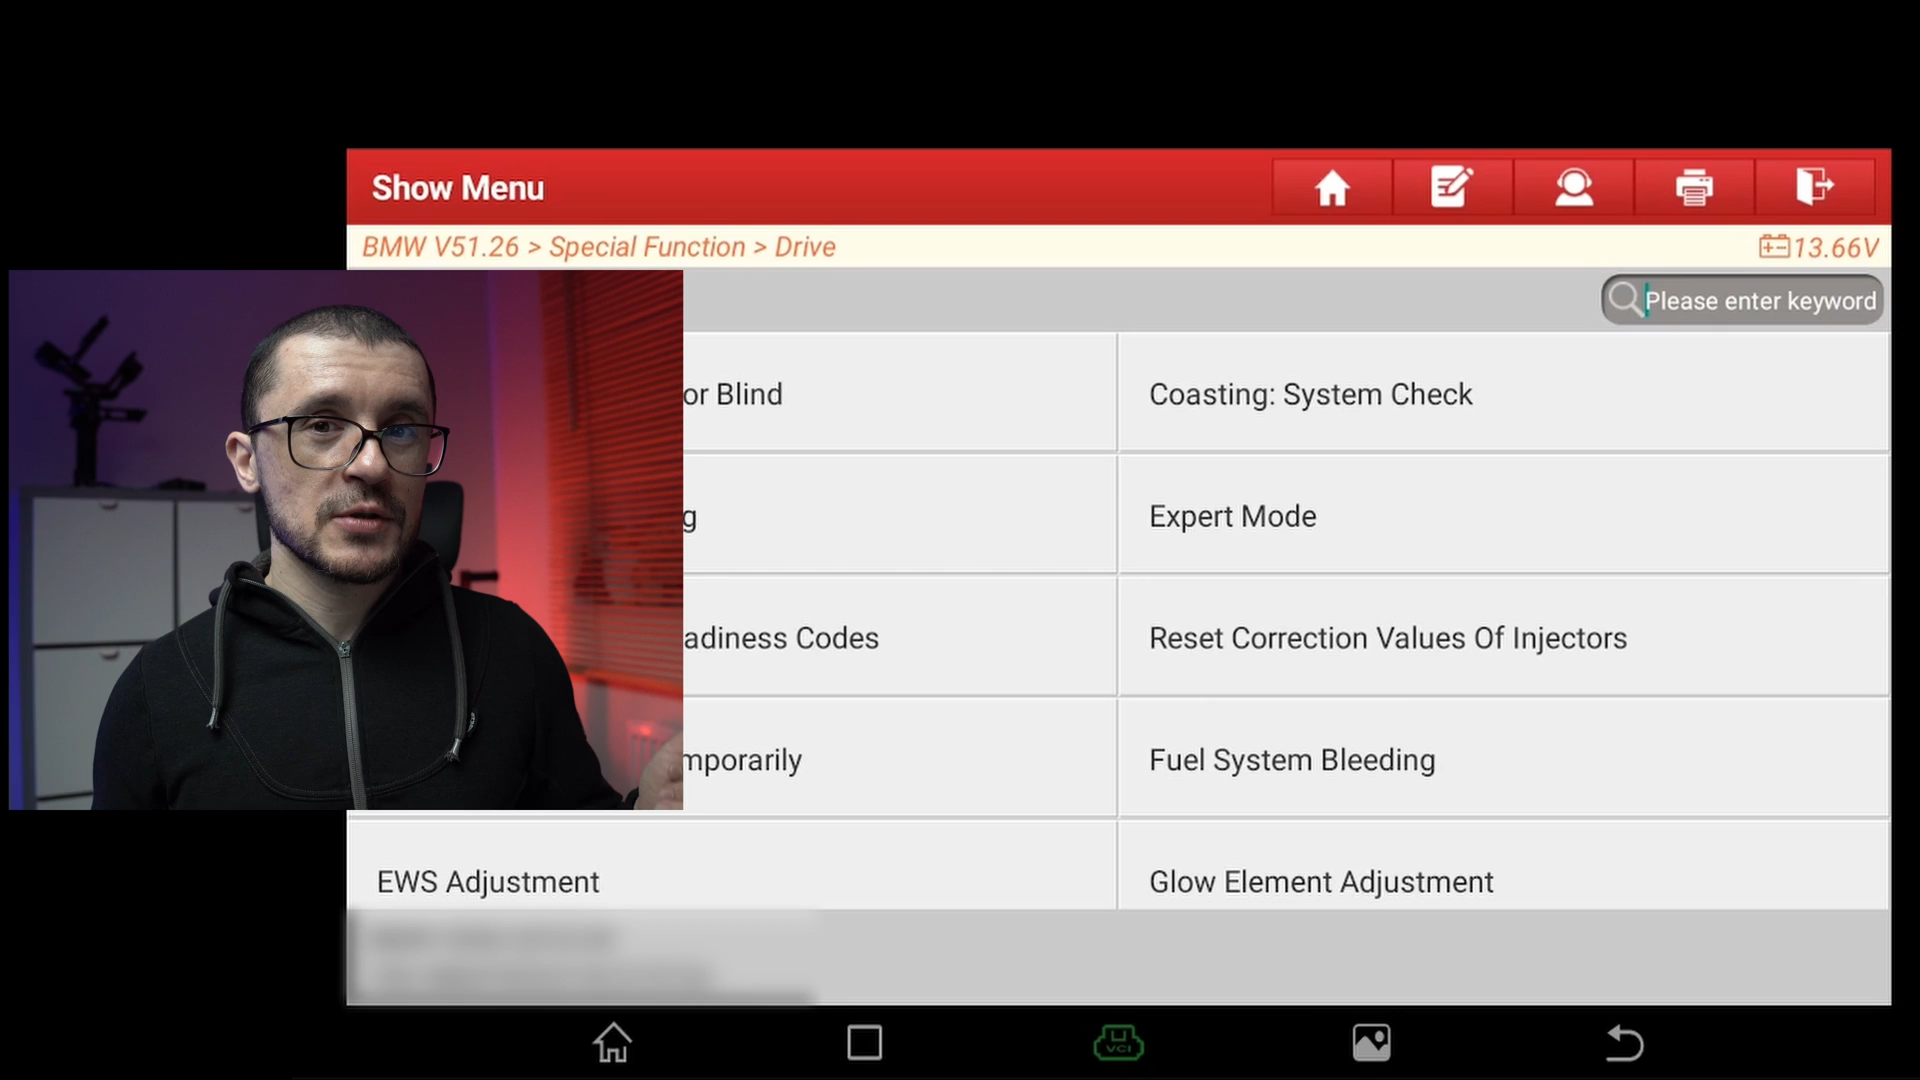 Show Menu
BMW V51.26 > Special Function > Drive
13.66V
Please enter keyword
or Blind
Coasting: System Check
g
Expert Mode
adiness Codes
Reset Correction Values Of Injectors
mporarily
Fuel System Bleeding
EWS Adjustment
Glow Element Adjustment
VCI